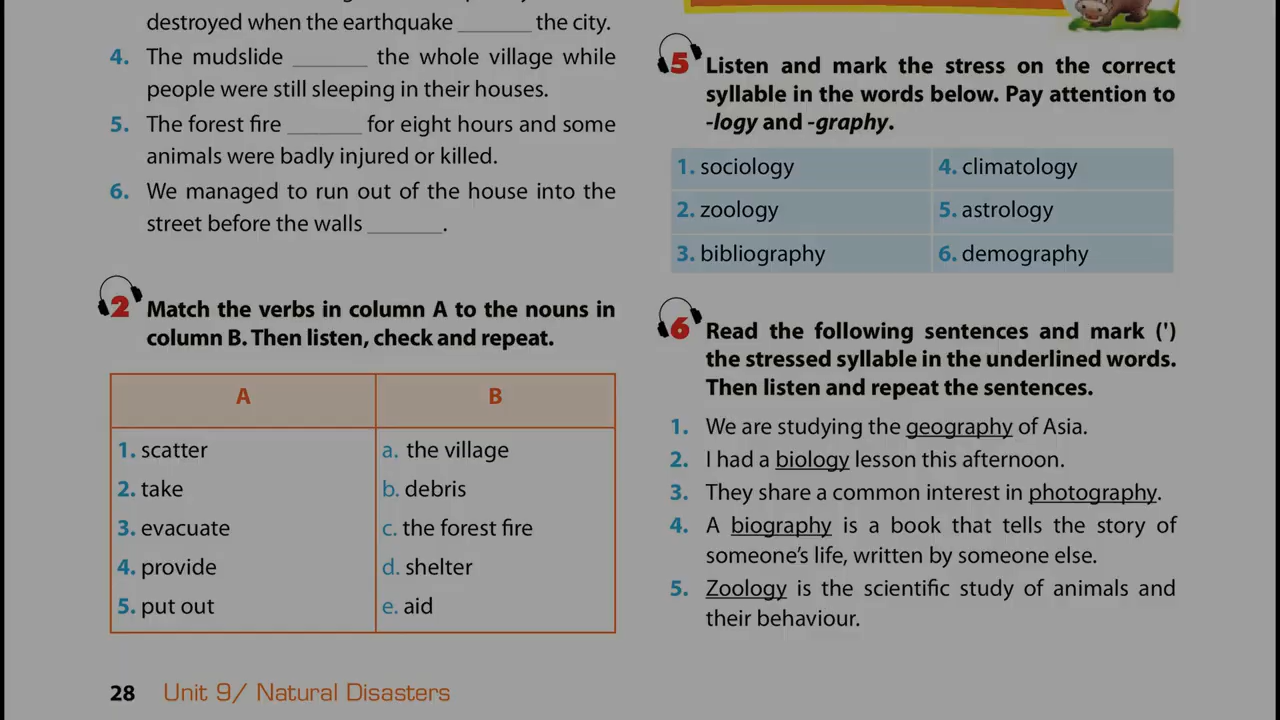 destroyed when the earthquake _______ the city.
4. The mudslide _______ the whole village while
people were still sleeping in their houses.
5. The forest fire _______ for eight hours and some
animals were badly injured or killed.
6. We managed to run out of the house into the
street before the walls _______.
2 Match the verbs in column A to the nouns in
column B. Then listen, check and repeat.
A B
1. scatter a. the village
2. take b. debris
3. evacuate c. the forest fire
4. provide d. shelter
5. put out e. aid
28 Unit 9/ Natural Disasters
5 Listen and mark the stress on the correct
syllable in the words below. Pay attention to
-logy and -graphy.
1. sociology 4. climatology
2. zoology 5. astrology
3. bibliography 6. demography
6 Read the following sentences and mark (')
the stressed syllable in the underlined words.
Then listen and repeat the sentences.
1. We are studying the geography of Asia.
2. I had a biology lesson this afternoon.
3. They share a common interest in photography.
4. A biography is a book that tells the story of
someone's life, written by someone else.
5. Zoology is the scientific study of animals and
their behaviour.